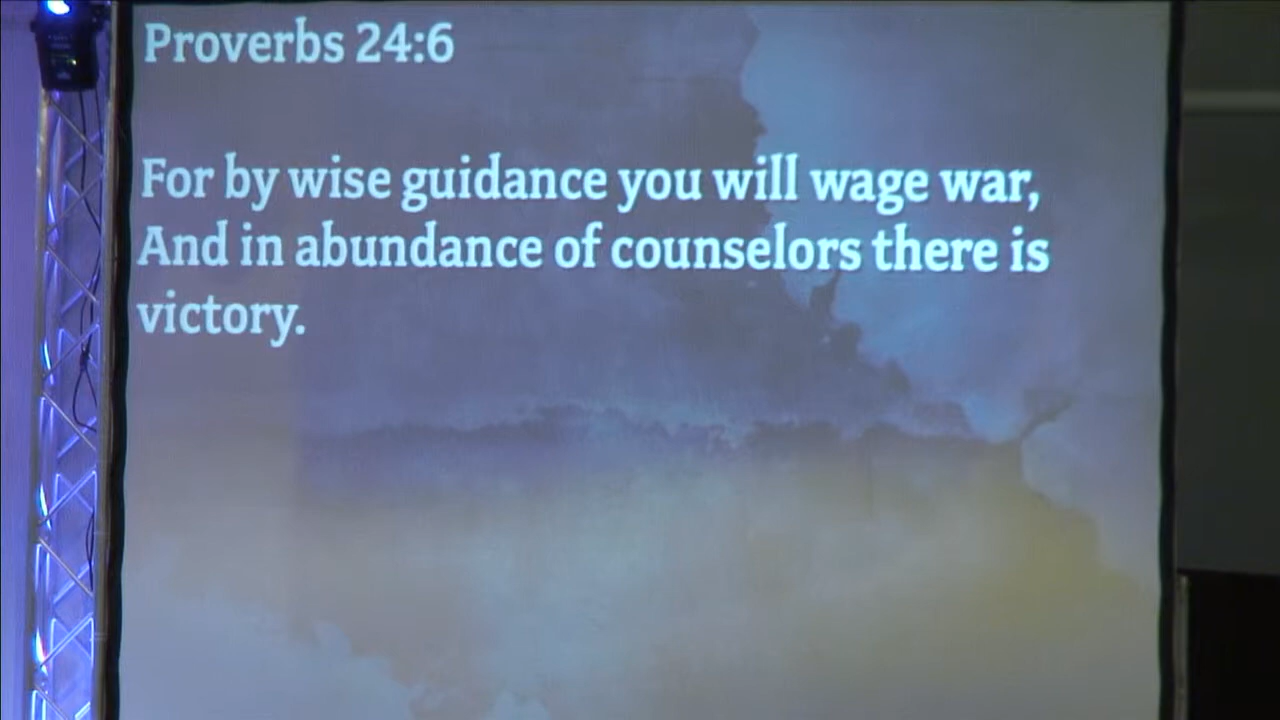 Proverbs 24:6
For by wise guidance you will wage war,
And in abundance of counselors there is
victory.